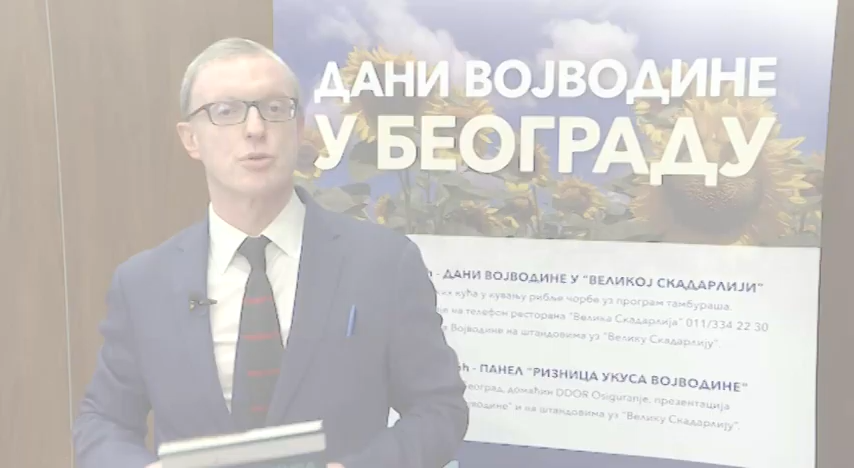 ДАНИ ВОЈВОДИНЕ
У БЕОГРАДУ
- ДАНИ ВОЈВОДИНЕ У "ВЕЛИКОЈ СКАДАРЛИЈИ"
кућа у кувању рибље чорбе уз програм тамбураша.
на телефон ресторана "Велика Скадарлија" 011/334 22 30
Војводине на штандовима уз "Велику Скадарлију".
- ПАНЕЛ "РИЗНИЦА УКУСА ВОЈВОДИНЕ"
Београд, домаћин DDOR Osiguranje, презентација
и на штандовима уз "Велику Скадарлију".